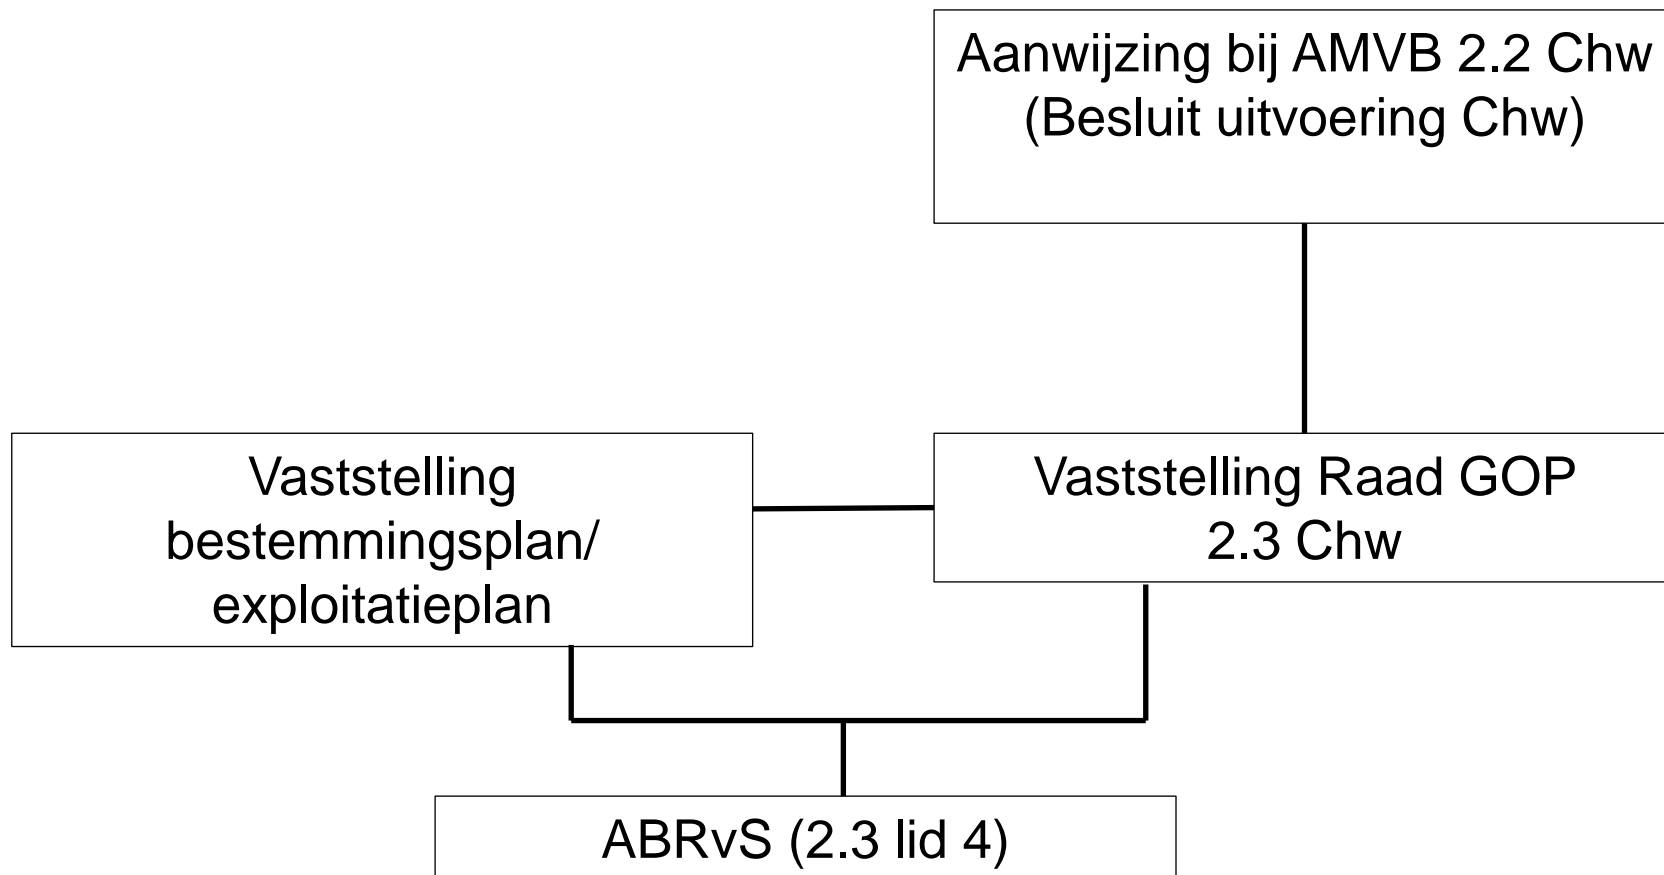 Aanwijzing bij AMVB 2.2 Chw
(Besluit uitvoering Chw)
Vaststelling
bestemmingsplan/
exploitatieplan
Vaststelling Raad GOP
2.3 Chw
ABRvS (2.3 lid 4)